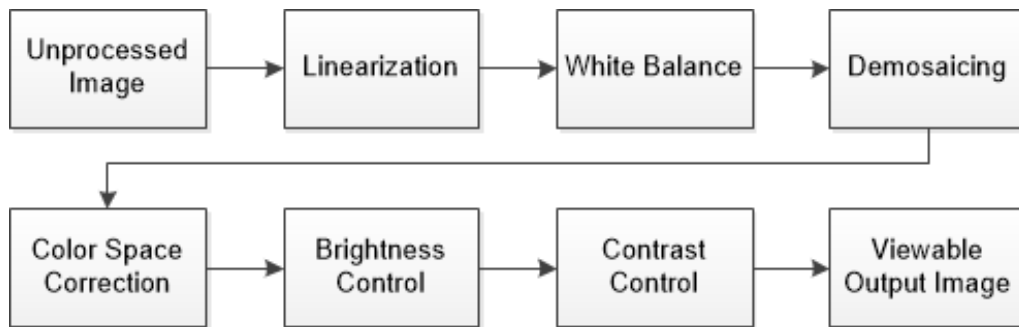 Unprocessed
Image
Linearization
White Balance
Demosaicing
Color Space
Correction
Brightness
Control
Contrast
Control
Viewable
Output Image